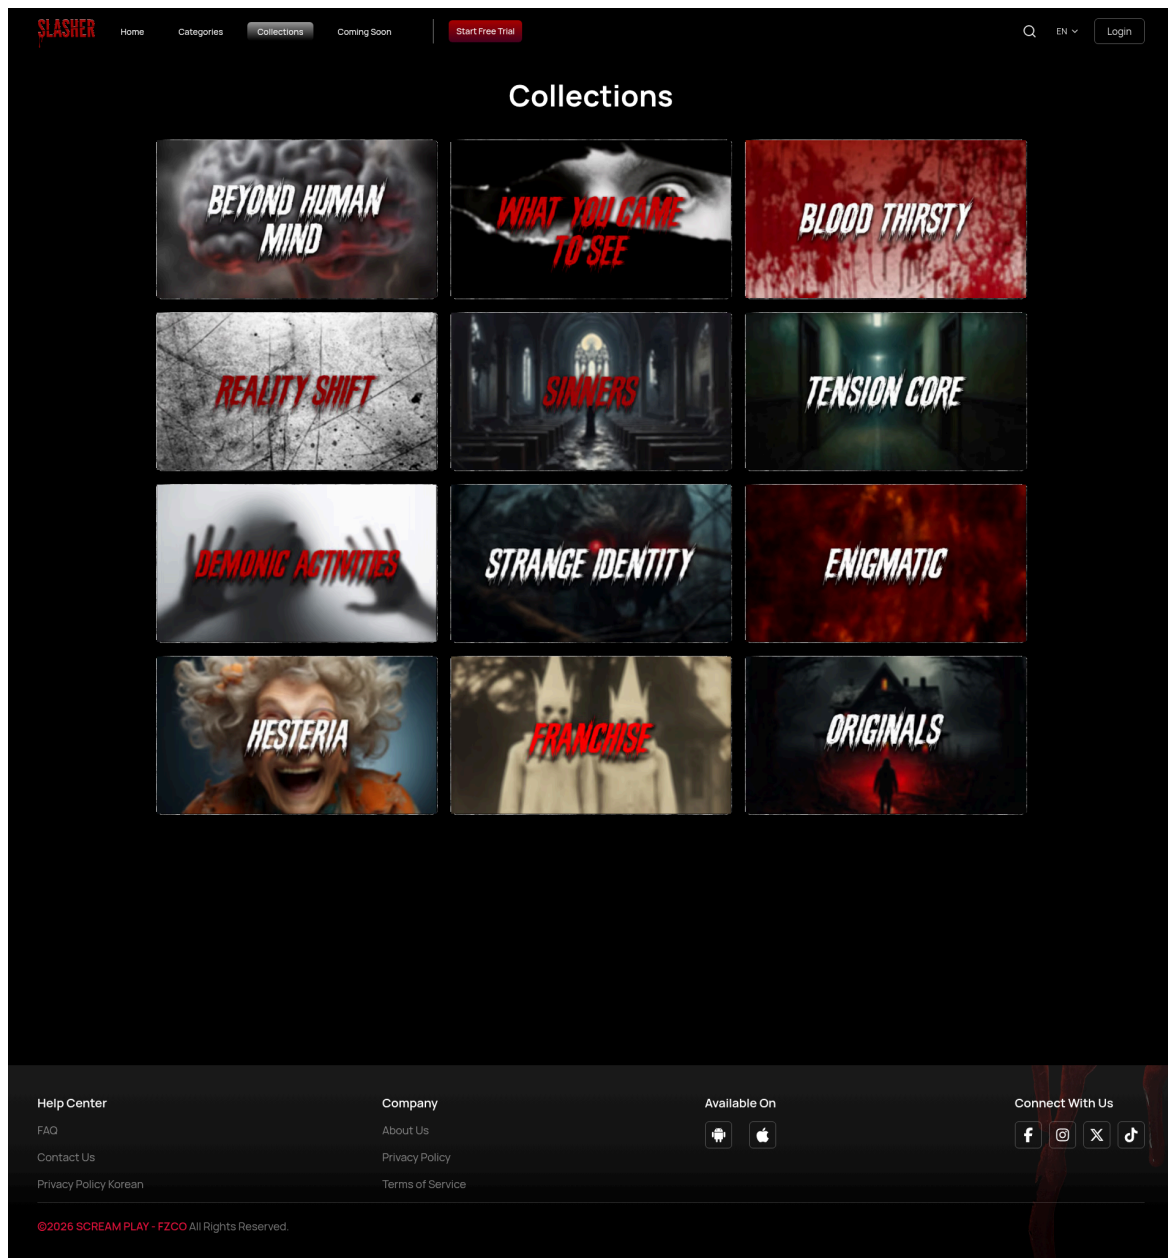 SLASHER
Home
Categories
Collections
Coming Soon
Start Free Trial
EN
Login
Collections
BEYOND HUMAN
MIND
WHAT YOU CAME
TO SEE
BLOOD THIRSTY
REALITY SHIFT
SINNERS
TENSION CORE
DEMONIC ACTIVITIES
STRANGE IDENTITY
ENIGMATIC
HESTERIA
FRANCHISE
ORIGINALS
Help Center
FAQ
Contact Us
Privacy Policy Korean
Company
About Us
Privacy Policy
Terms of Service
Available On
Connect With Us
©2026 SCREAM PLAY - FZCO All Rights Reserved.